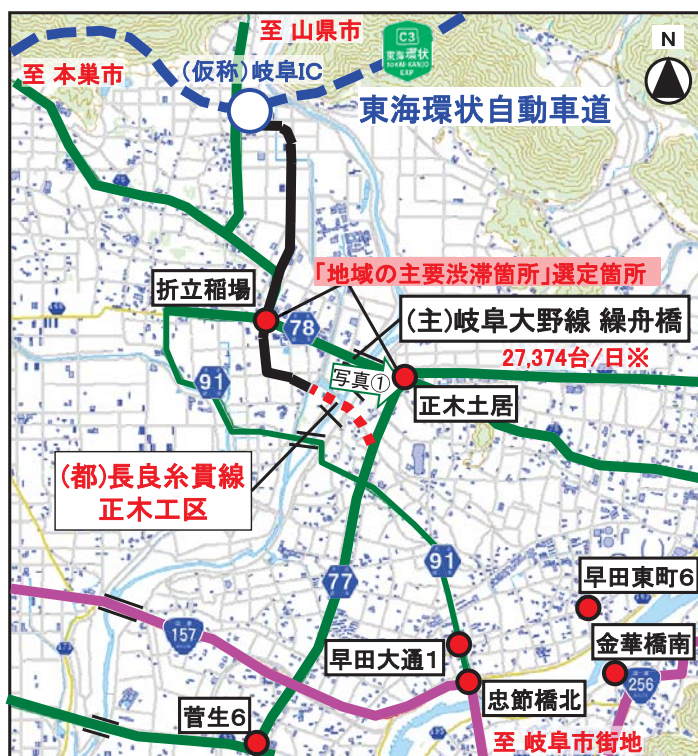 至 山県市
N
C3
東海環状
TOKAI-KANJO
EXP
至 本巣市
(仮称)岐阜IC
東海環状自動車道
「地域の主要渋滞箇所」選定箇所
折立稲場
78
(主)岐阜大野線 繰舟橋
27,374台/日※
91
写真①
正木土居
(都)長良糸貫線
正木工区
91
77
早田東町6
国道
157
早田大通1
金華橋南
国道
256
忠節橋北
菅生6
至 岐阜市街地